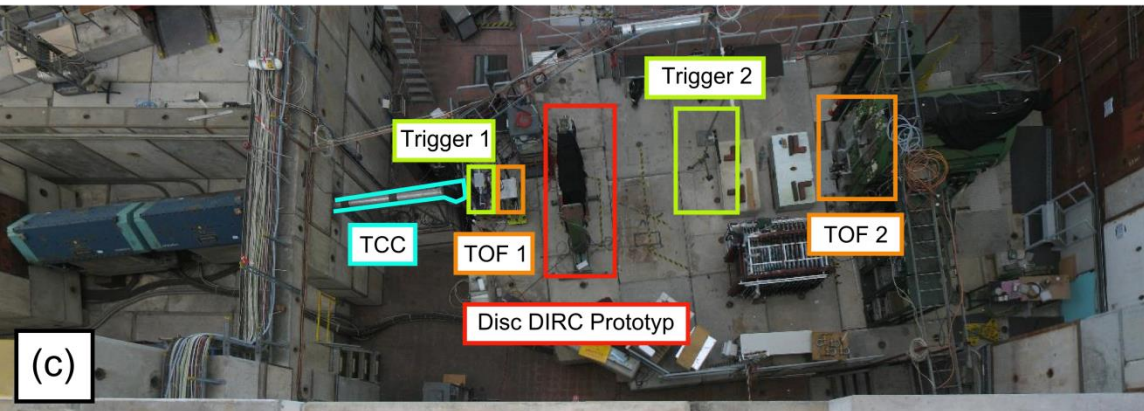 Trigger 2
Trigger 1
TCC
TOF 1
TOF 2
Disc DIRC Prototyp
(c)